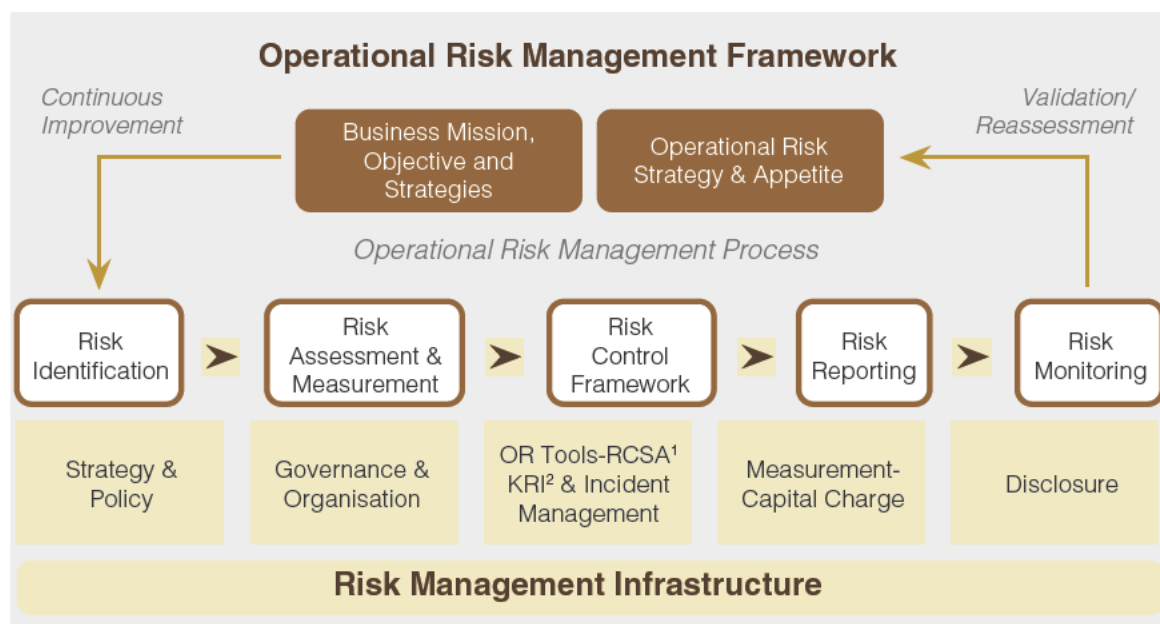 Operational Risk Management Framework
Continuous
Improvement
Business Mission,
Objective and
Strategies
Operational Risk
Strategy & Appetite
Validation/
Reassessment
Operational Risk Management Process
Risk
Identification
Risk
Assessment &
Measurement
Risk
Control
Framework
Risk
Reporting
Risk
Monitoring
Strategy &
Policy
Governance &
Organisation
OR Tools-RCSA¹
KRI² & Incident
Management
Measurement-
Capital Charge
Disclosure
Risk Management Infrastructure